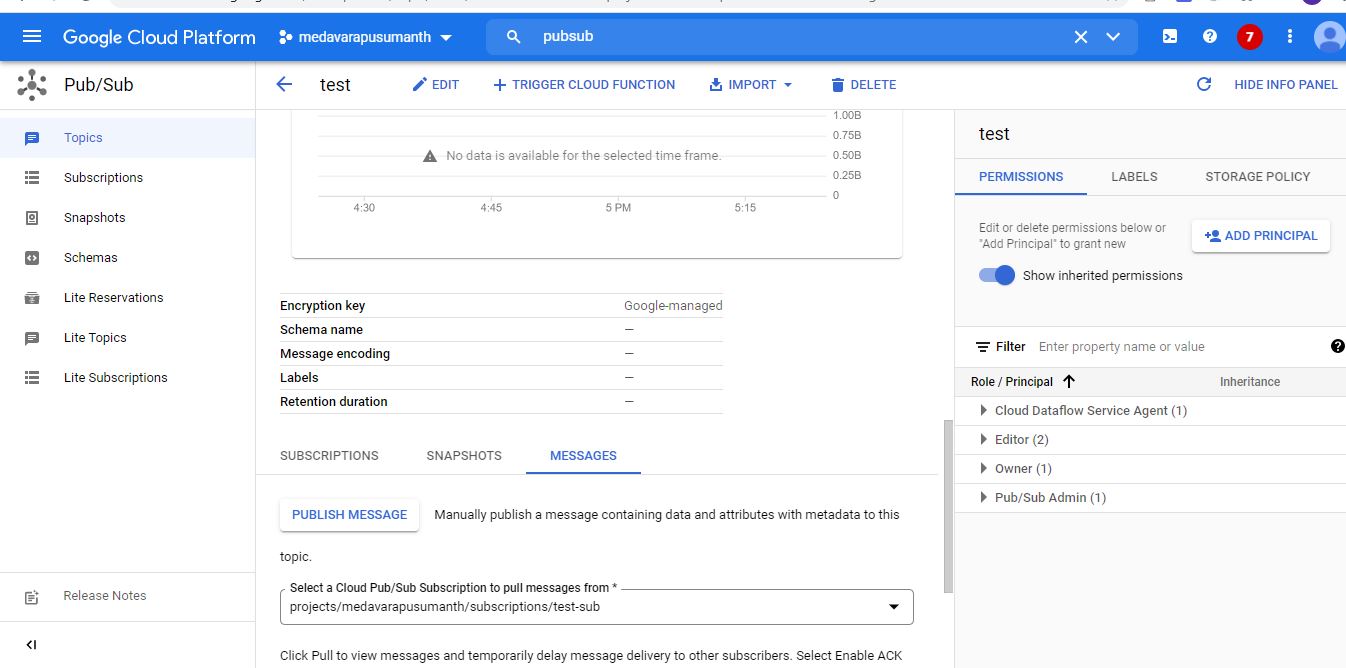 Google Cloud Platform
medavarapusumanth
pubsub
7
Pub/Sub
test
EDIT
TRIGGER CLOUD FUNCTION
IMPORT
DELETE
HIDE INFO PANEL
Topics
Subscriptions
Snapshots
Schemas
Lite Reservations
Lite Topics
Lite Subscriptions
Release Notes
1.00B
0.75B
0.50B
0.25B
0
No data is available for the selected time frame.
4:30
4:45
5 PM
5:15
Encryption key Google-managed
Schema name —
Message encoding —
Labels —
Retention duration —
SUBSCRIPTIONS
SNAPSHOTS
MESSAGES
PUBLISH MESSAGE
Manually publish a message containing data and attributes with metadata to this
topic.
Select a Cloud Pub/Sub Subscription to pull messages from *
projects/medavarapusumanth/subscriptions/test-sub
Click Pull to view messages and temporarily delay message delivery to other subscribers. Select Enable ACK
test
PERMISSIONS
LABELS
STORAGE POLICY
Edit or delete permissions below or
"Add Principal" to grant new
ADD PRINCIPAL
Show inherited permissions
Filter Enter property name or value
Role / Principal Inheritance
Cloud Dataflow Service Agent (1)
Editor (2)
Owner (1)
Pub/Sub Admin (1)